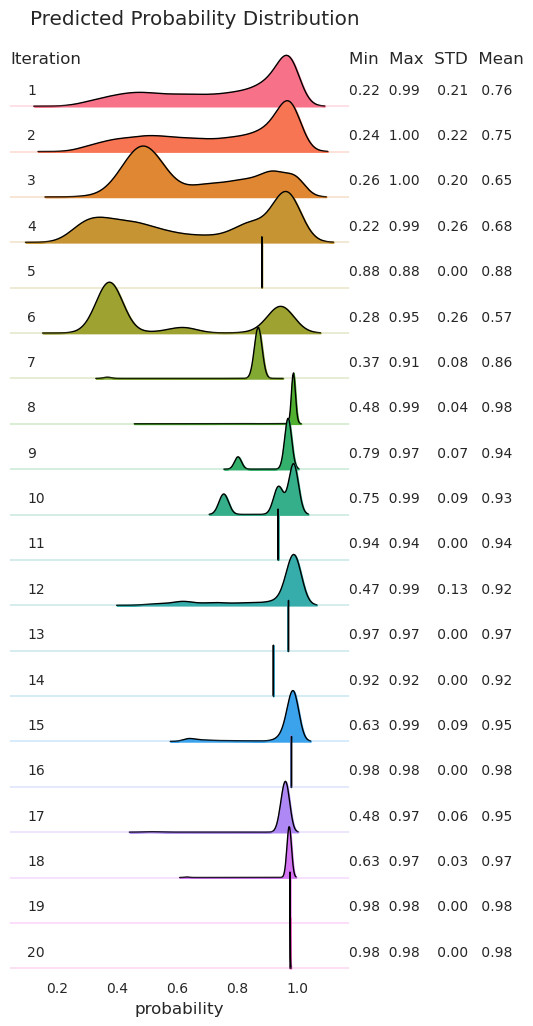 Predicted Probability Distribution
Iteration Min Max STD Mean
1 0.22 0.99 0.21 0.76
2 0.24 1.00 0.22 0.75
3 0.26 1.00 0.20 0.65
4 0.22 0.99 0.26 0.68
5 0.88 0.88 0.00 0.88
6 0.28 0.95 0.26 0.57
7 0.37 0.91 0.08 0.86
8 0.48 0.99 0.04 0.98
9 0.79 0.97 0.07 0.94
10 0.75 0.99 0.09 0.93
11 0.94 0.94 0.00 0.94
12 0.47 0.99 0.13 0.92
13 0.97 0.97 0.00 0.97
14 0.92 0.92 0.00 0.92
15 0.63 0.99 0.09 0.95
16 0.98 0.98 0.00 0.98
17 0.48 0.97 0.06 0.95
18 0.63 0.97 0.03 0.97
19 0.98 0.98 0.00 0.98
20 0.98 0.98 0.00 0.98
0.2 0.4 0.6 0.8 1.0
probability